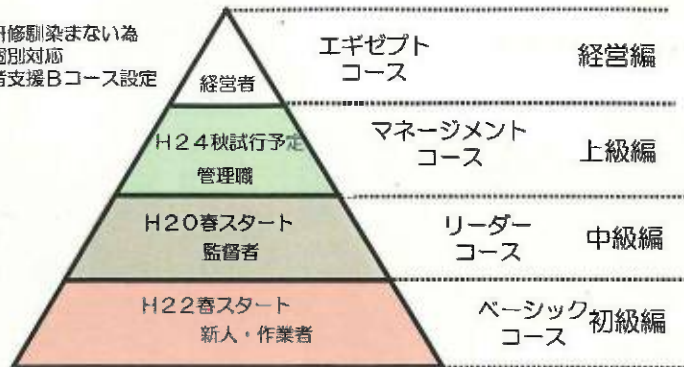 研修馴染まない為
個別対応
者支援Bコース設定
エギゼプト
コース
経営編
経営者
H24秋試行予定
管理職
マネージメント
コース
上級編
H20春スタート
監督者
リーダー
コース
中級編
H22春スタート
新人・作業者
ベーシック
コース
初級編